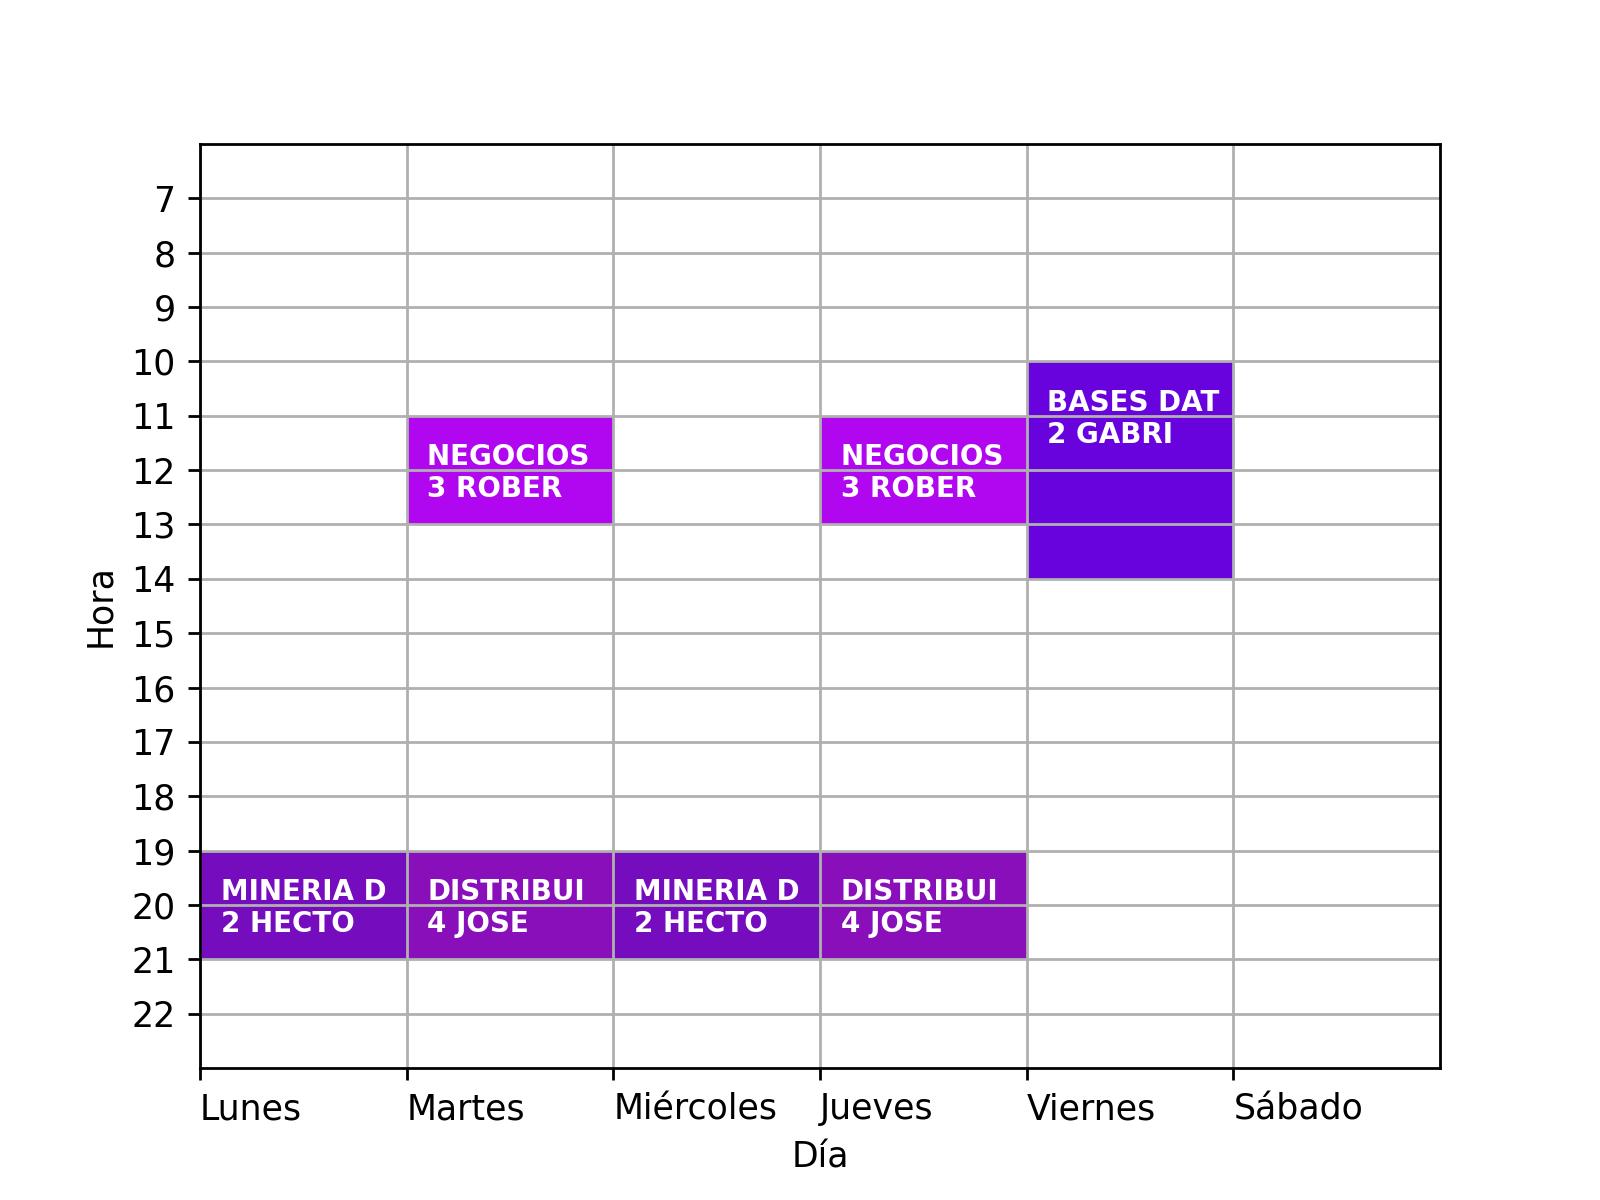 7
8
9
10
BASES DAT
11
2 GABRI
NEGOCIOS
NEGOCIOS
12
3 ROBER
3 ROBER
13
14
Hora
15
16
17
18
19
MINERIA D
DISTRIBUI
MINERIA D
DISTRIBUI
20
2 HECTO
4 JOSE
2 HECTO
4 JOSE
21
22
Lunes
Martes
Miércoles
Jueves
Viernes
Sábado
Día